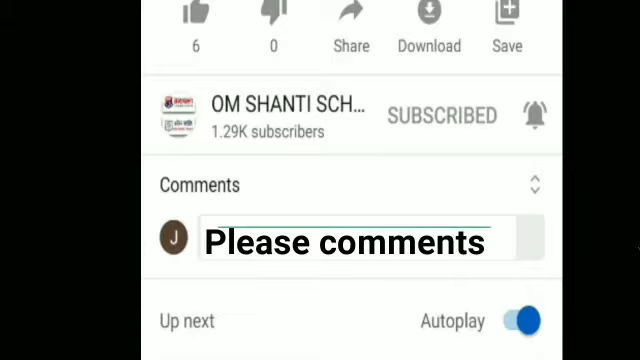 6 0 Share Download Save
OM SHANTI SCH...
SUBSCRIBED
1.29K subscribers
Comments
J
Please comments
Up next Autoplay